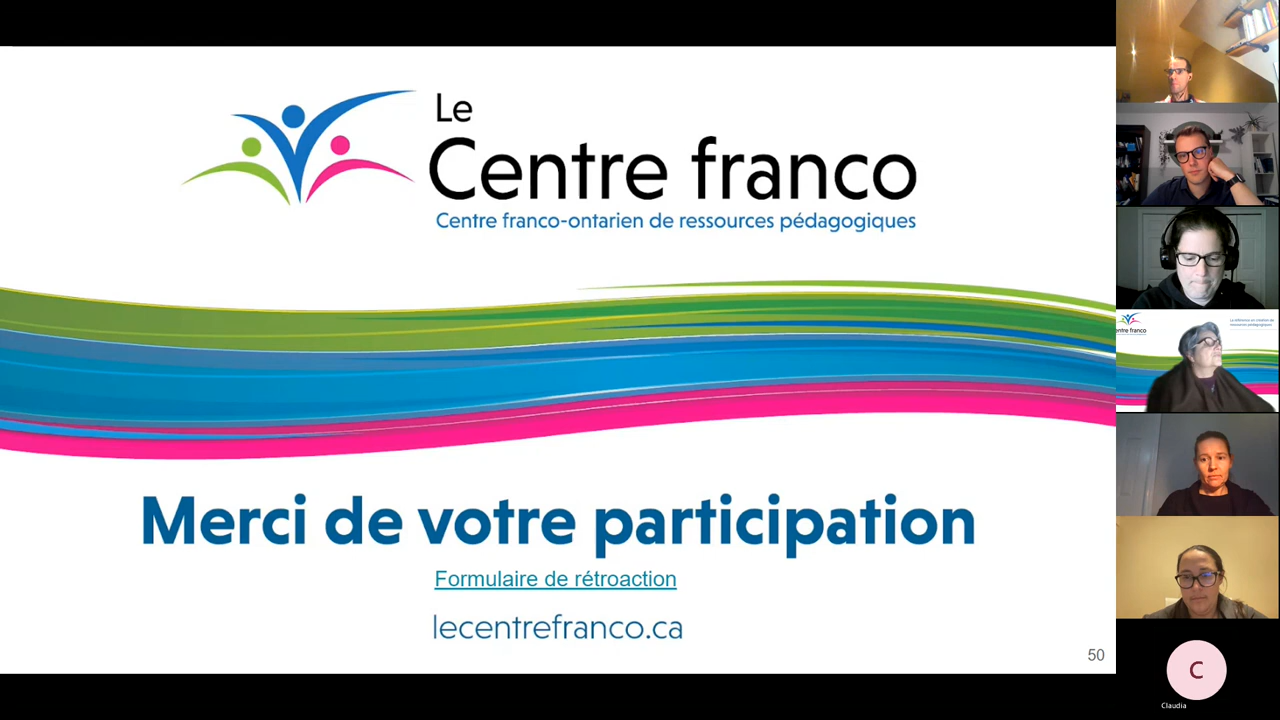 Le
Centre franco
Centre franco-ontarien de ressources pédagogiques
Merci de votre participation
Formulaire de rétroaction
lecentrefranco.ca
50
C
Claudia